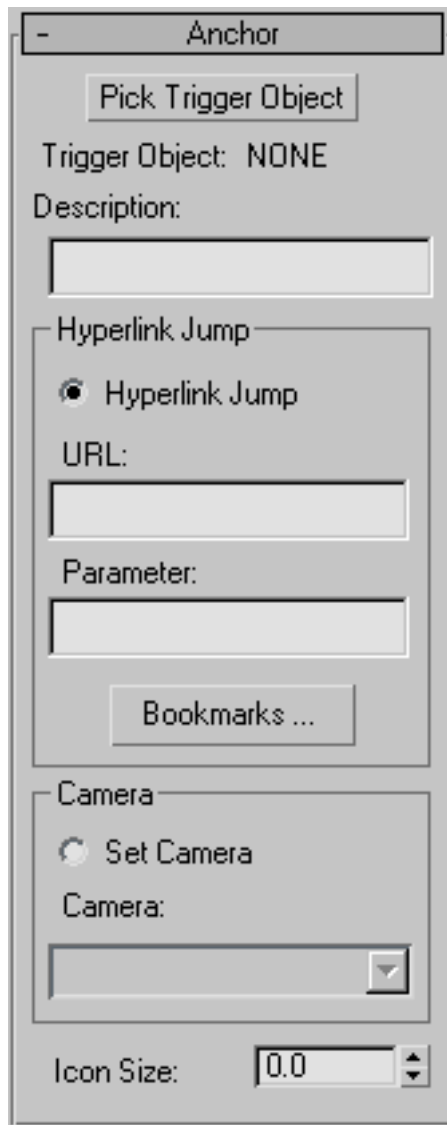 - Anchor
Pick Trigger Object
Trigger Object: NONE
Description:
Hyperlink Jump
Hyperlink Jump
URL:
Parameter:
Bookmarks ...
Camera
Set Camera
Camera:
Icon Size: 0.0